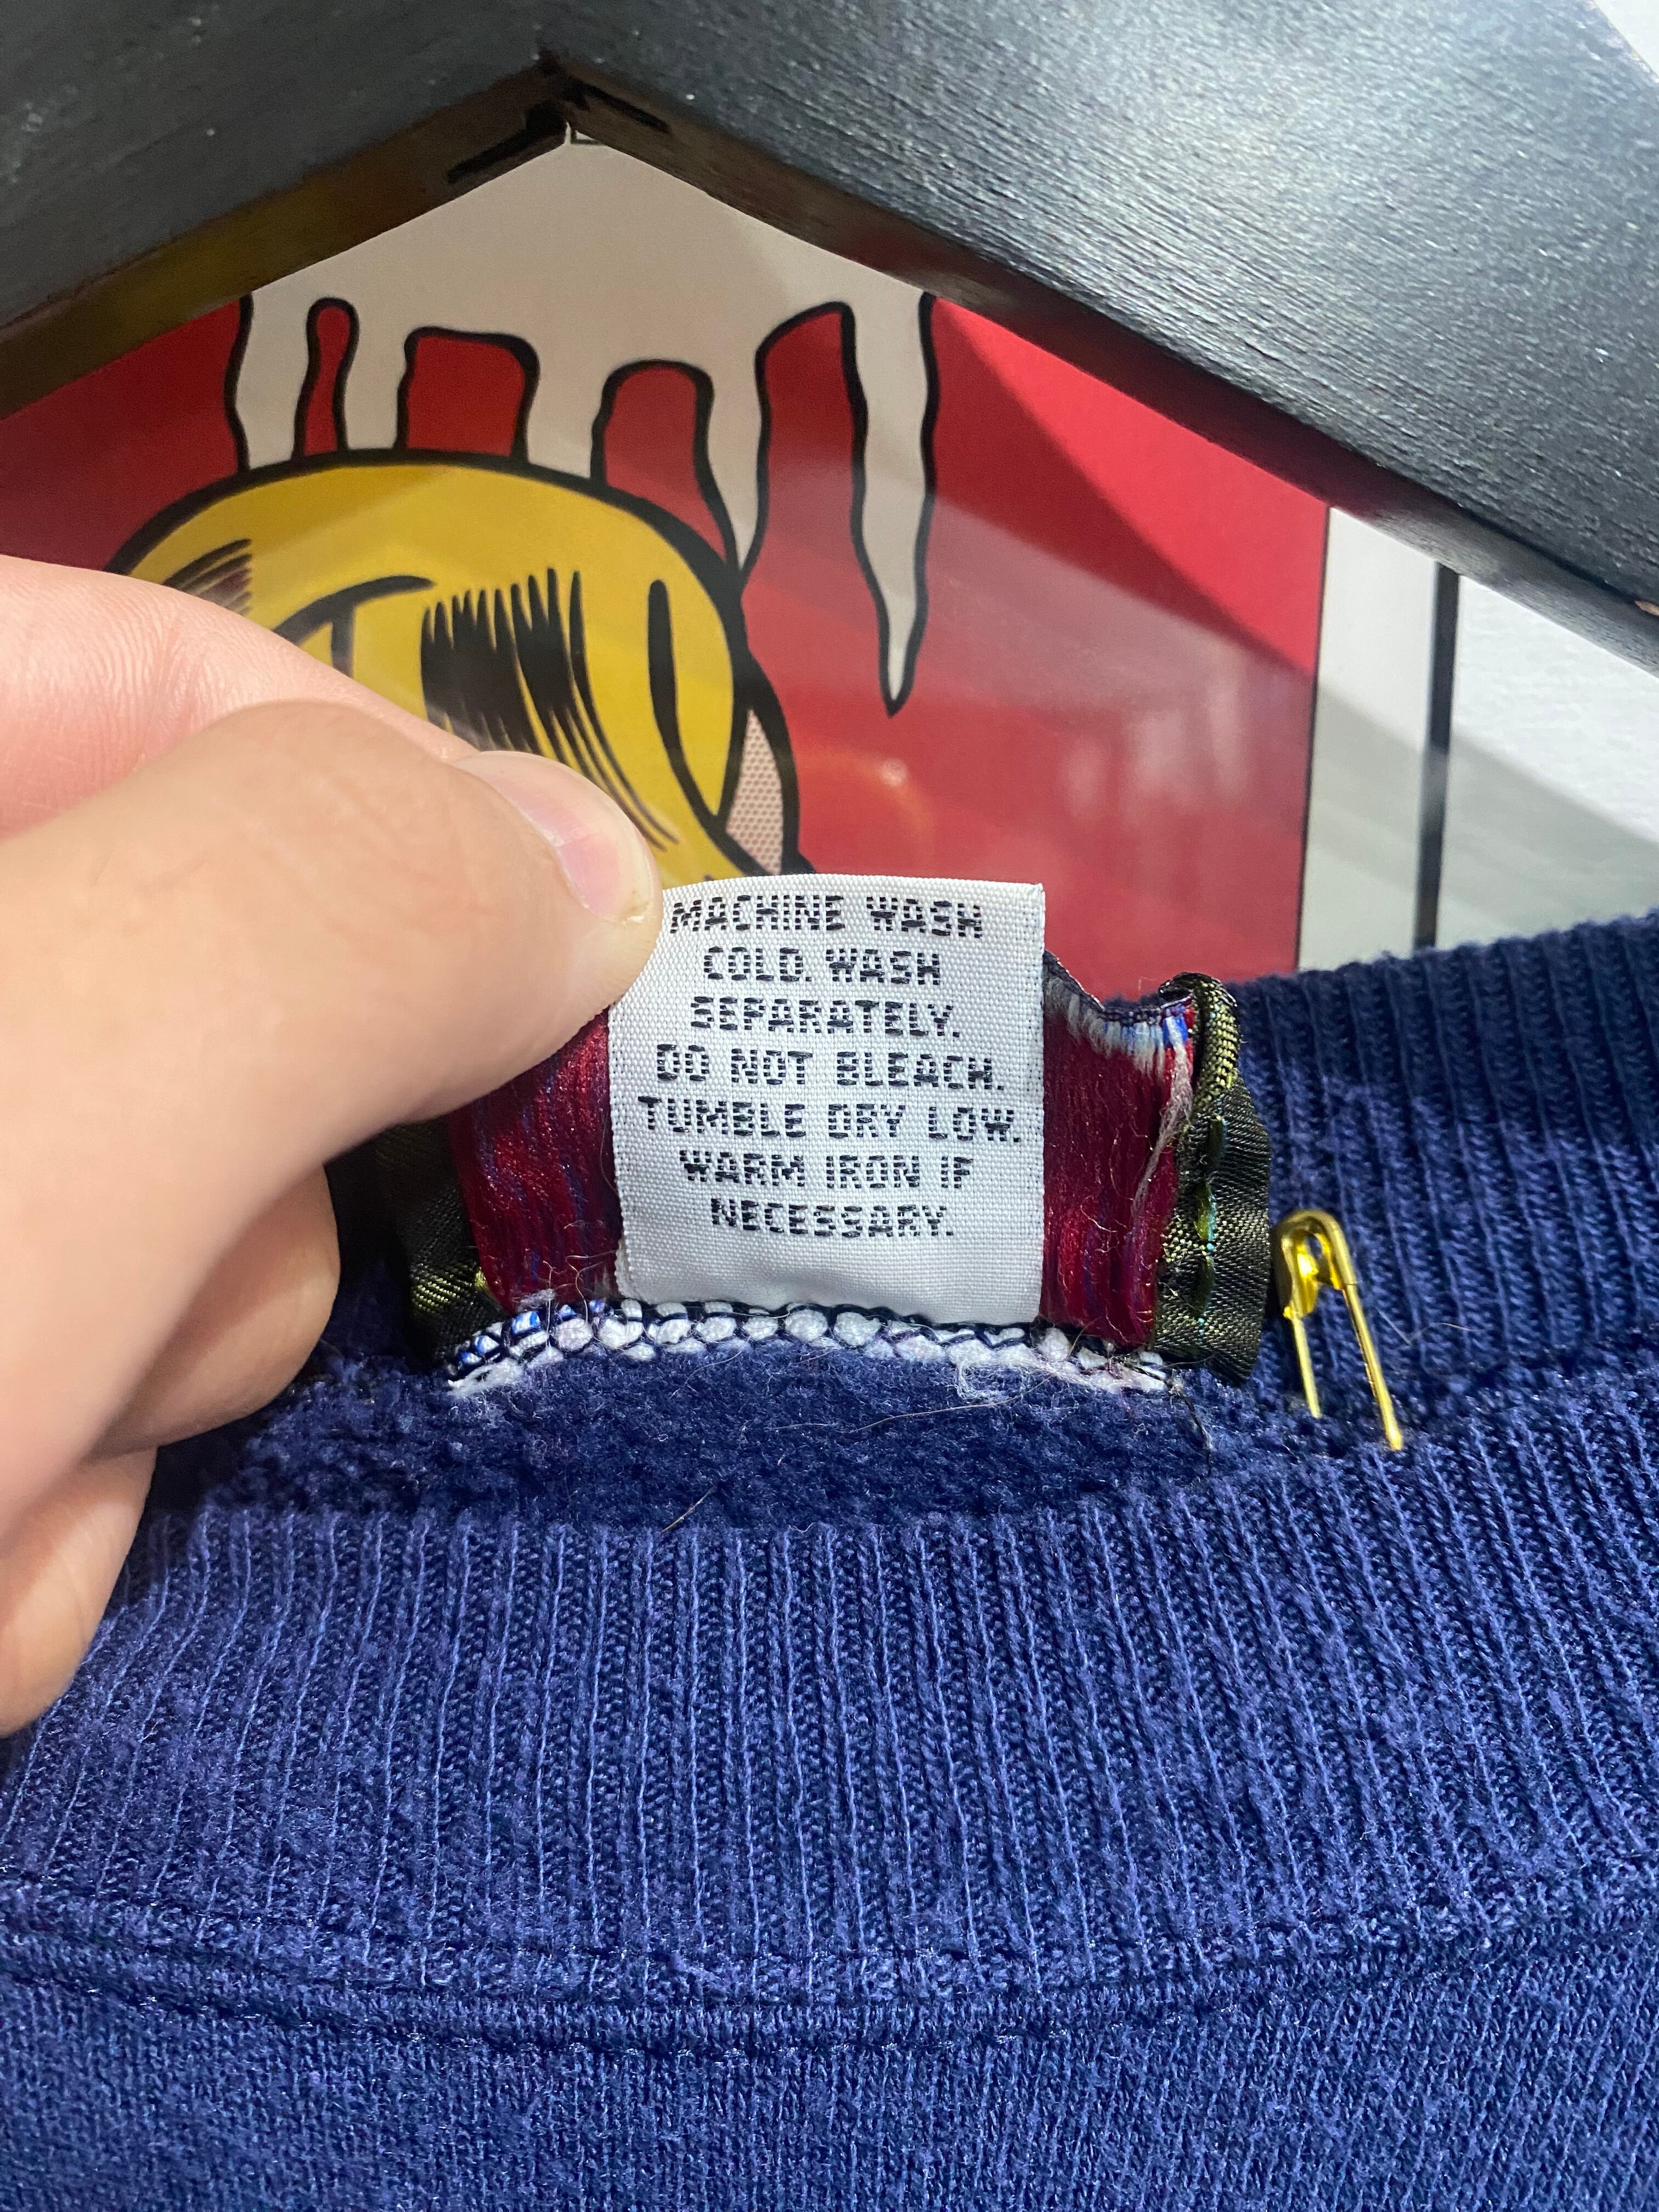 MACHINE WASH
COLD. WASH
SEPARATELY.
DO NOT BLEACH.
TUMBLE DRY LOW.
WARM IRON IF
NECESSARY.